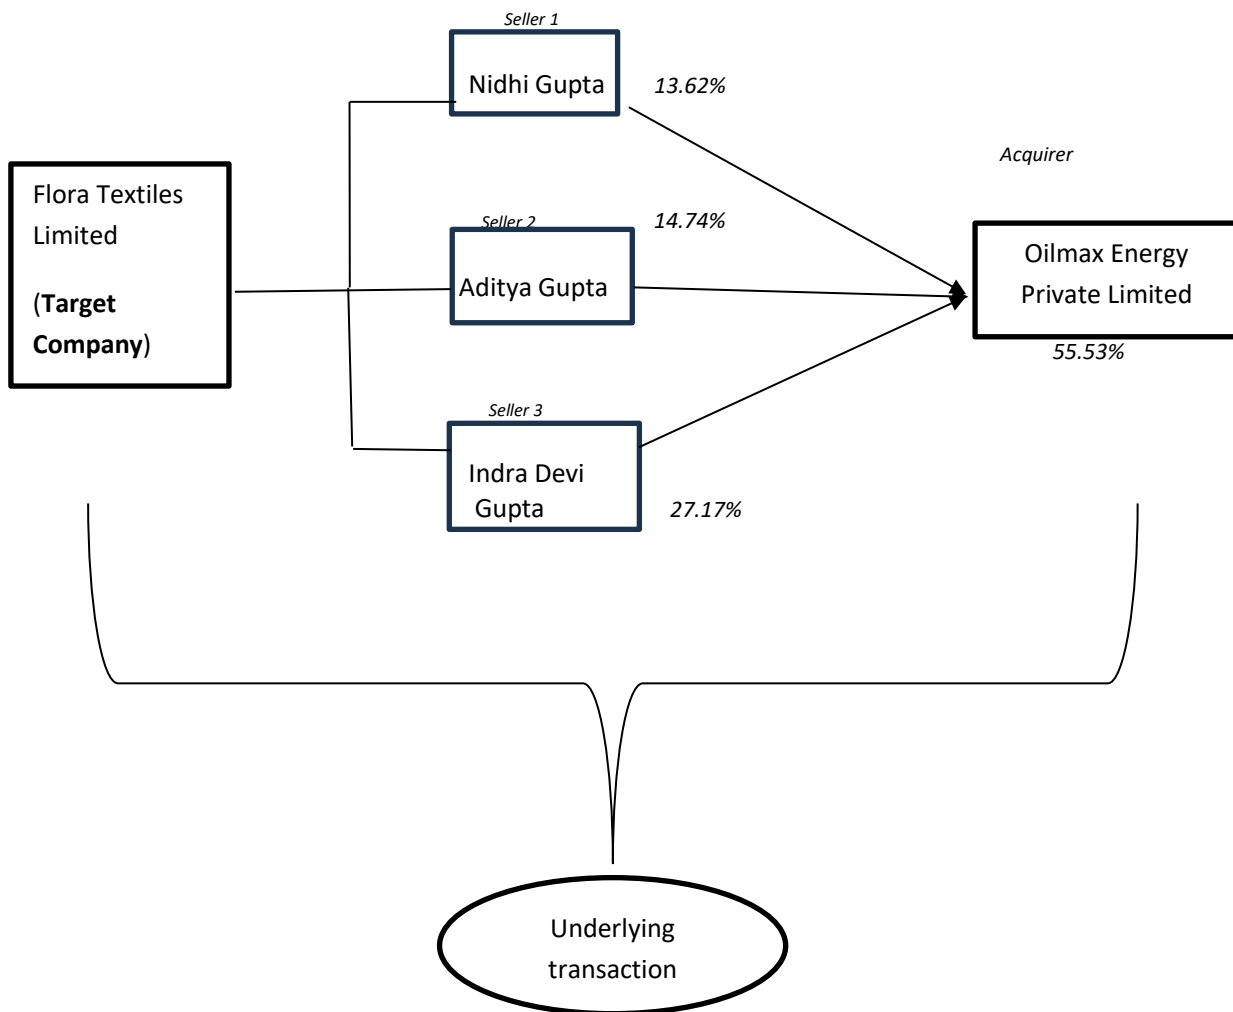 Seller 1
Nidhi Gupta
13.62%
Acquirer
Flora Textiles
Limited
(Target
Company)
Seller 2
14.74%
Aditya Gupta
Oilmax Energy
Private Limited
55.53%
Seller 3
Indra Devi
Gupta
27.17%
Underlying
transaction